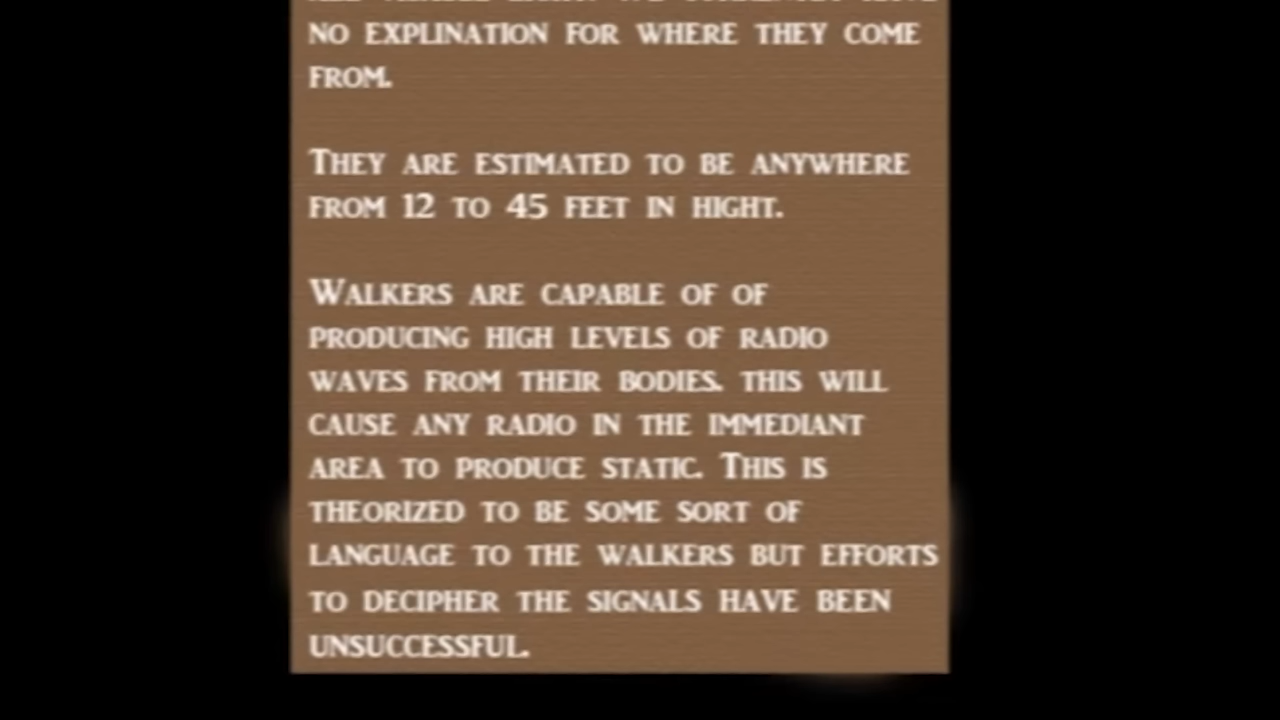 NO EXPLINATION FOR WHERE THEY COME
FROM.
THEY ARE ESTIMATED TO BE ANYWHERE
FROM 12 TO 45 FEET IN HIGHT.
WALKERS ARE CAPABLE OF OF
PRODUCING HIGH LEVELS OF RADIO
WAVES FROM THEIR BODIES. THIS WILL
CAUSE ANY RADIO IN THE IMMEDIANT
AREA TO PRODUCE STATIC. THIS IS
THEORIZED TO BE SOME SORT OF
LANGUAGE TO THE WALKERS BUT EFFORTS
TO DECIPHER THE SIGNALS HAVE BEEN
UNSUCCESSFUL.